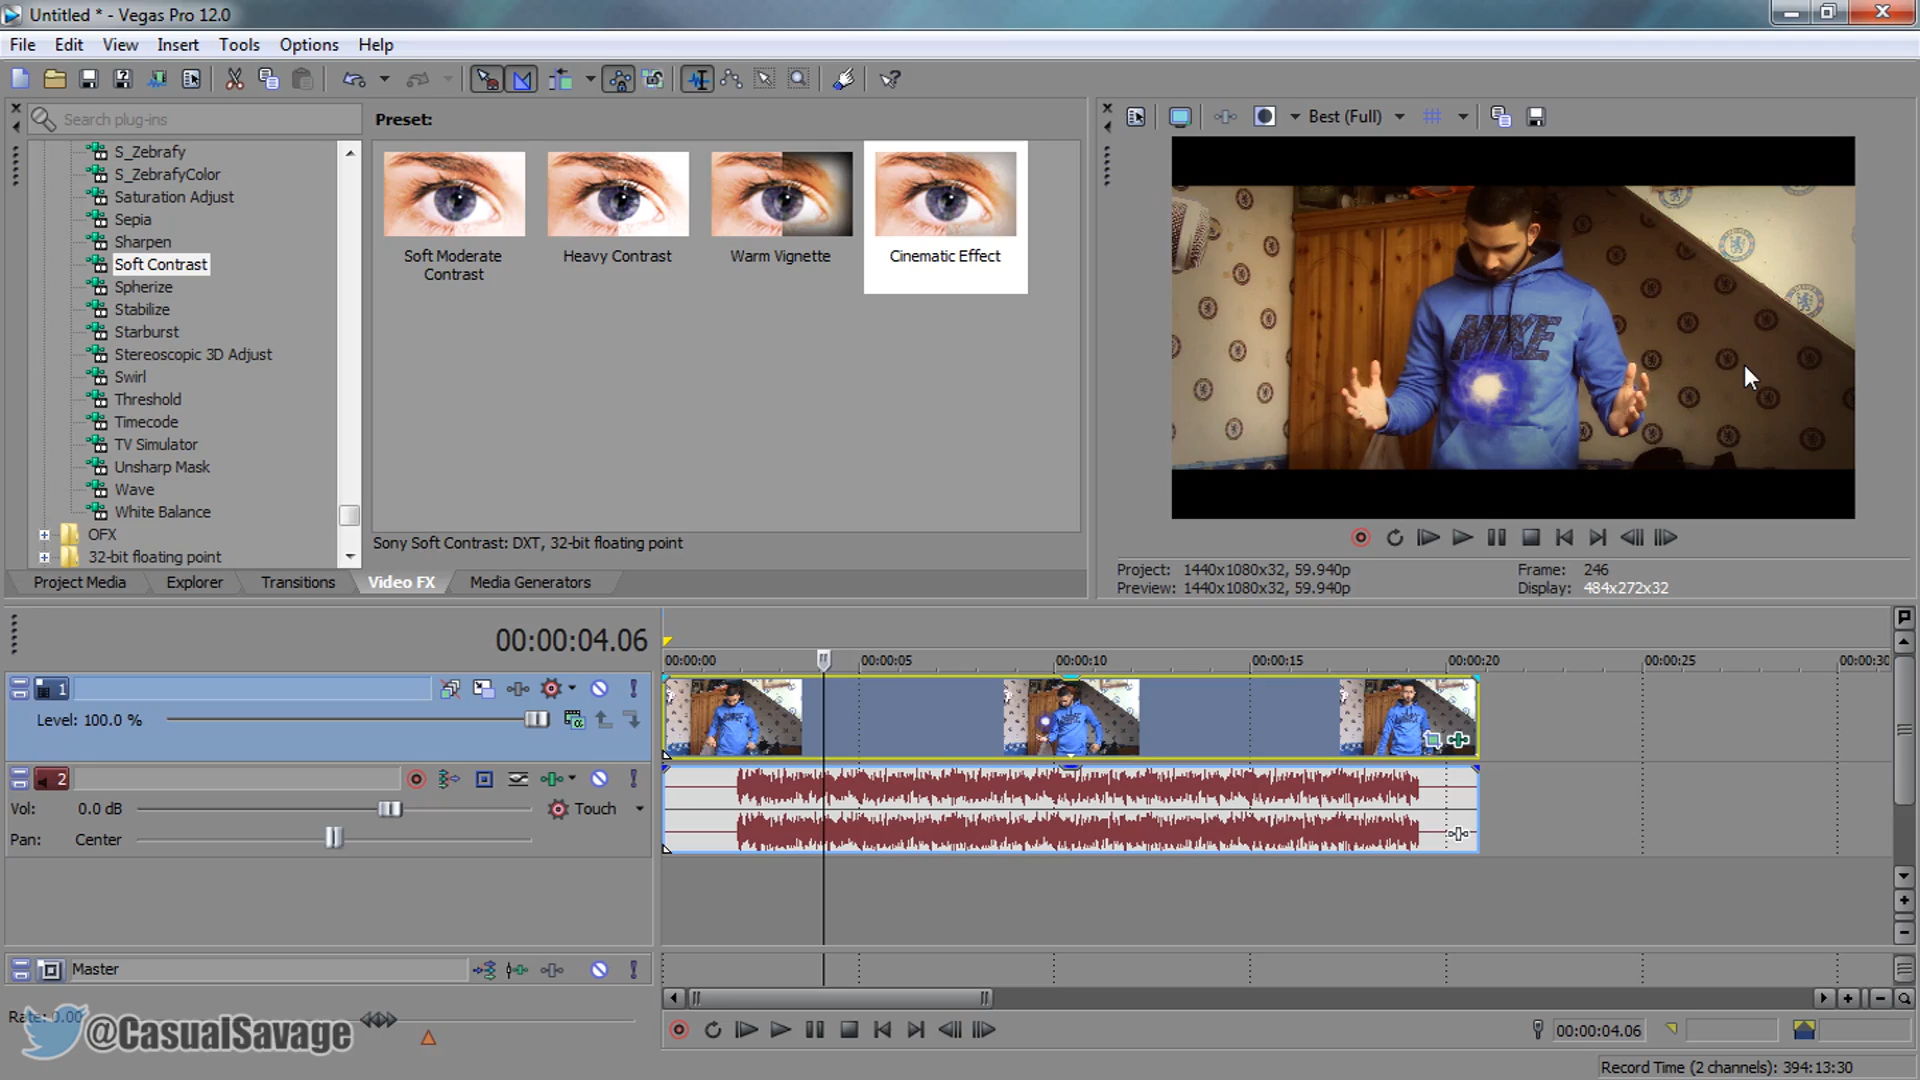 Untitled * - Vegas Pro 12.0
File Edit View Insert Tools Options Help
Search plug-ins
Preset:
Best (Full)
S_Zebrafy
S_ZebrafyColor
Saturation Adjust
Sepia
Sharpen
Soft Contrast
Spherize
Stabilize
Starburst
Stereoscopic 3D Adjust
Swirl
Threshold
Timecode
TV Simulator
Unsharp Mask
Wave
White Balance
OFX
32-bit floating point
Soft Moderate
Contrast
Heavy Contrast
Warm Vignette
Cinematic Effect
NIKE
Sony Soft Contrast: DXT, 32-bit floating point
Project Media Explorer Transitions Video FX Media Generators
Project: 1440x1080x32, 59.940p
Frame: 246
Preview: 1440x1080x32, 59.940p
Display: 484x272x32
00:00:04.06
00:00:00 00:00:05 00:00:10 00:00:15 00:00:20 00:00:25 00:00:30
1
Level: 100.0 %
2
Vol: 0.0 dB
Touch
Pan: Center
Master
Rate: 0.00
@CasualSavage
00:00:04.06
Record Time (2 channels): 394:13:30